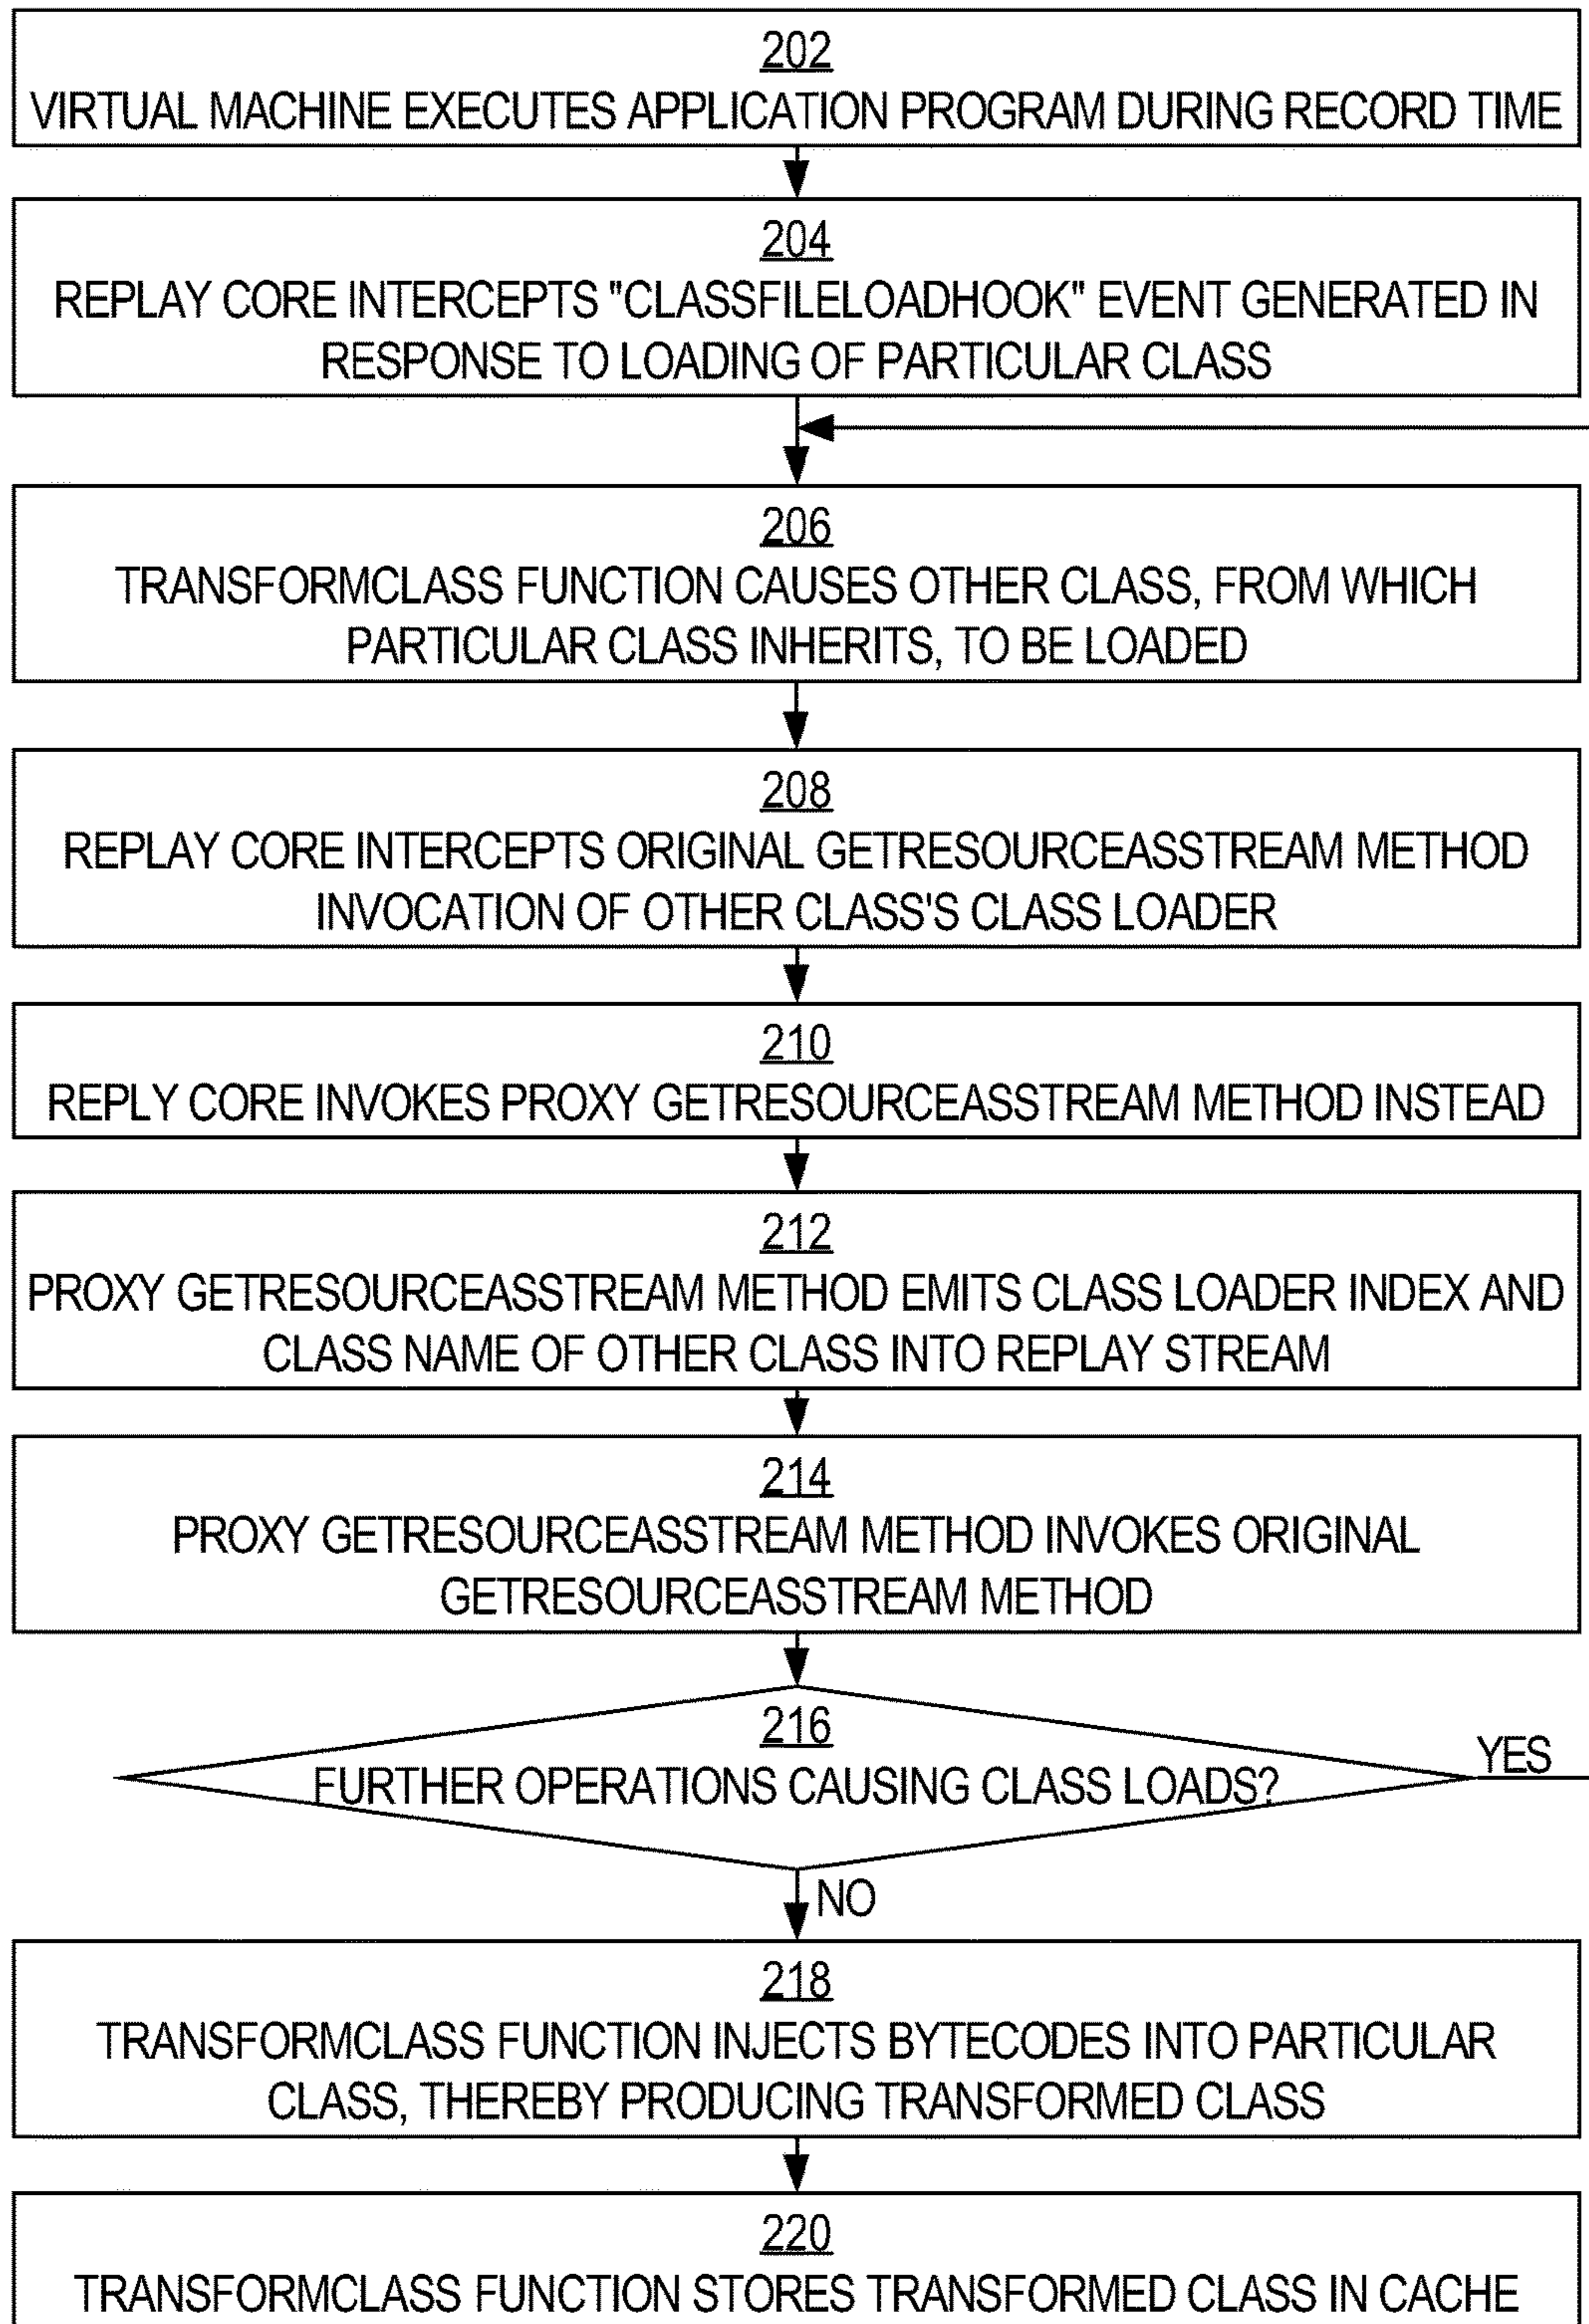 202
VIRTUAL MACHINE EXECUTES APPLICATION PROGRAM DURING RECORD TIME
204
REPLAY CORE INTERCEPTS "CLASSFILELOADHOOK" EVENT GENERATED IN
RESPONSE TO LOADING OF PARTICULAR CLASS
206
TRANSFORMCLASS FUNCTION CAUSES OTHER CLASS, FROM WHICH
PARTICULAR CLASS INHERITS, TO BE LOADED
208
REPLAY CORE INTERCEPTS ORIGINAL GETRESOURCEASSTREAM METHOD
INVOCATION OF OTHER CLASS'S CLASS LOADER
210
REPLY CORE INVOKES PROXY GETRESOURCEASSTREAM METHOD INSTEAD
212
PROXY GETRESOURCEASSTREAM METHOD EMITS CLASS LOADER INDEX AND
CLASS NAME OF OTHER CLASS INTO REPLAY STREAM
214
PROXY GETRESOURCEASSTREAM METHOD INVOKES ORIGINAL
GETRESOURCEASSTREAM METHOD
216
FURTHER OPERATIONS CAUSING CLASS LOADS?
YES
NO
218
TRANSFORMCLASS FUNCTION INJECTS BYTECODES INTO PARTICULAR
CLASS, THEREBY PRODUCING TRANSFORMED CLASS
220
TRANSFORMCLASS FUNCTION STORES TRANSFORMED CLASS IN CACHE